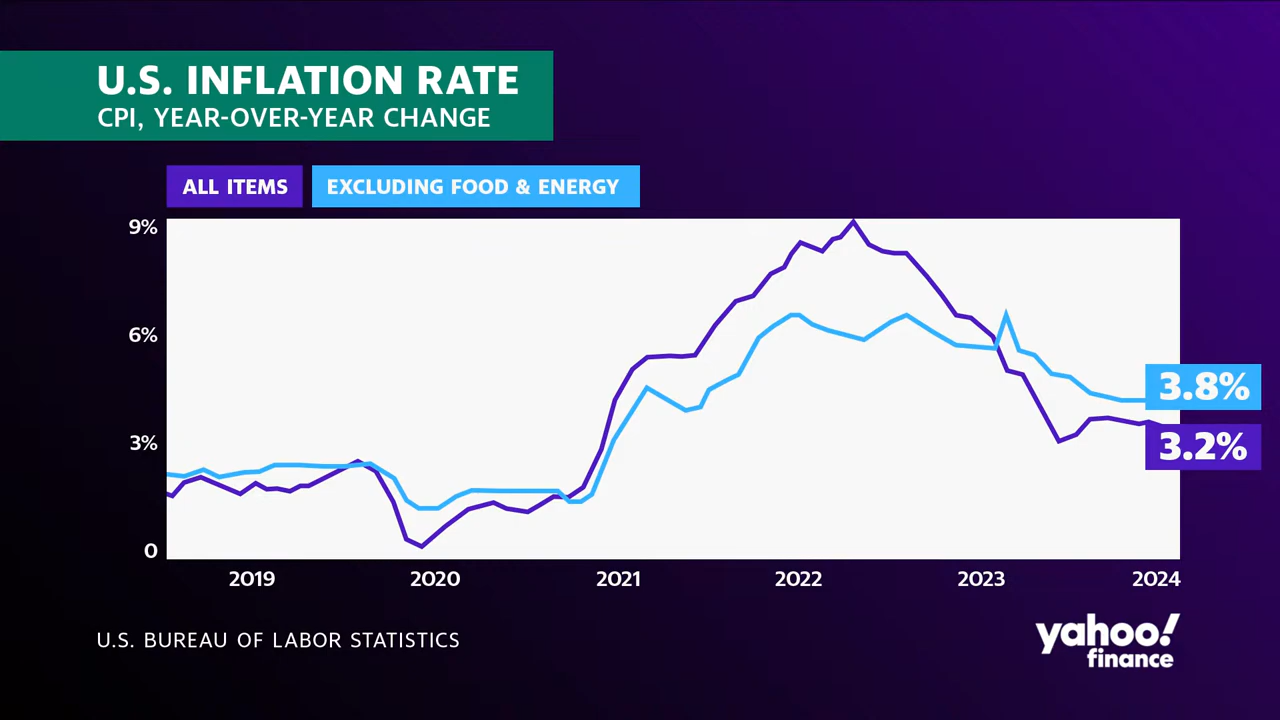 U.S. INFLATION RATE
CPI, YEAR-OVER-YEAR CHANGE
ALL ITEMS
EXCLUDING FOOD & ENERGY
9%
6%
3%
0
3.8%
3.2%
2019
2020
2021
2022
2023
2024
U.S. BUREAU OF LABOR STATISTICS
yahoo!
finance